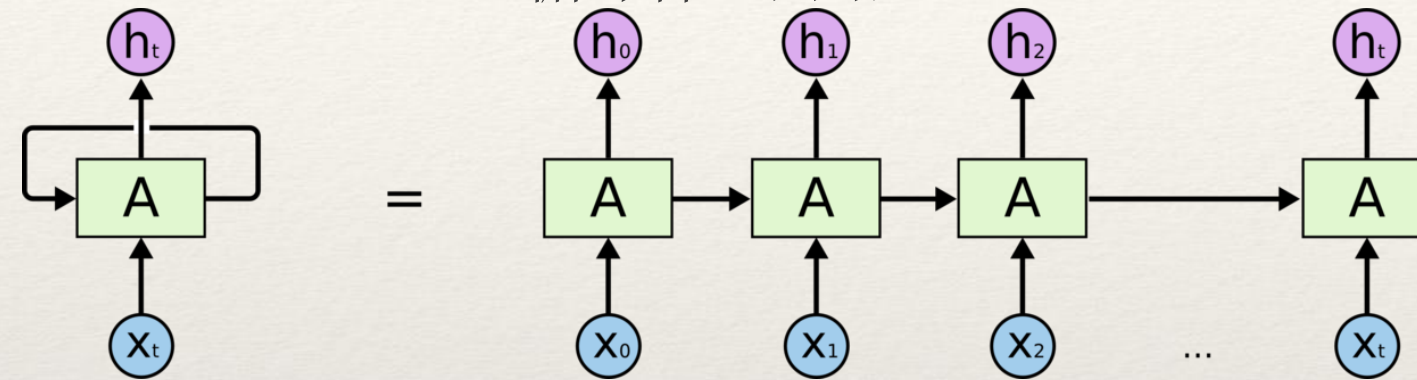 hₜ h₀ h₁ h₂ hₜ
A = A A A A
xₜ x₀ x₁ x₂ ... xₜ